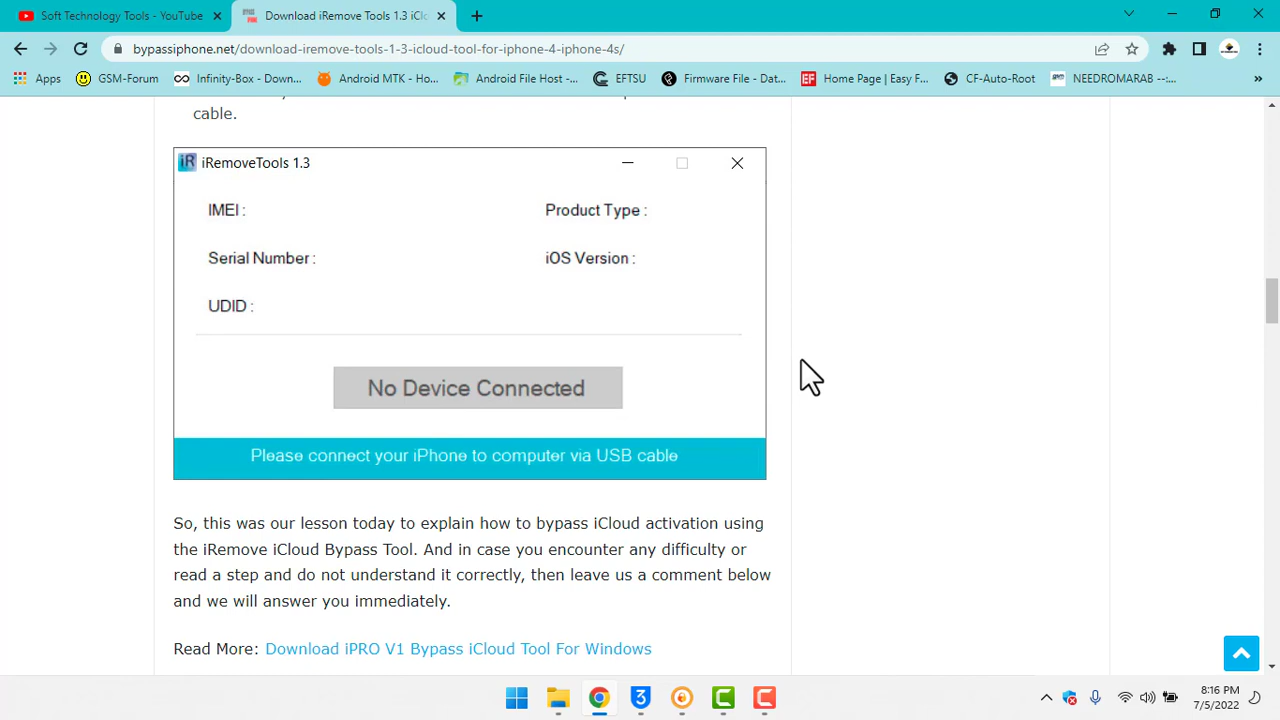 Soft Technology Tools - YouTube
Download iRemove Tools 1.3 iClo
bypassiphone.net/download-iremove-tools-1-3-icloud-tool-for-iphone-4-iphone-4s/
Apps
GSM-Forum
Infinity-Box - Down...
Android MTK - Ho...
Android File Host -...
EFTSU
Firmware File - Dat...
EF
Home Page | Easy F...
CF-Auto-Root
NEEDROMARAB --:...
»
cable.
iR
iRemoveTools 1.3
IMEI :
Product Type :
Serial Number :
iOS Version :
UDID :
No Device Connected
Please connect your iPhone to computer via USB cable
So, this was our lesson today to explain how to bypass iCloud activation using
the iRemove iCloud Bypass Tool. And in case you encounter any difficulty or
read a step and do not understand it correctly, then leave us a comment below
and we will answer you immediately.
Read More: Download iPRO V1 Bypass iCloud Tool For Windows
3
C
C
8:16 PM
7/5/2022